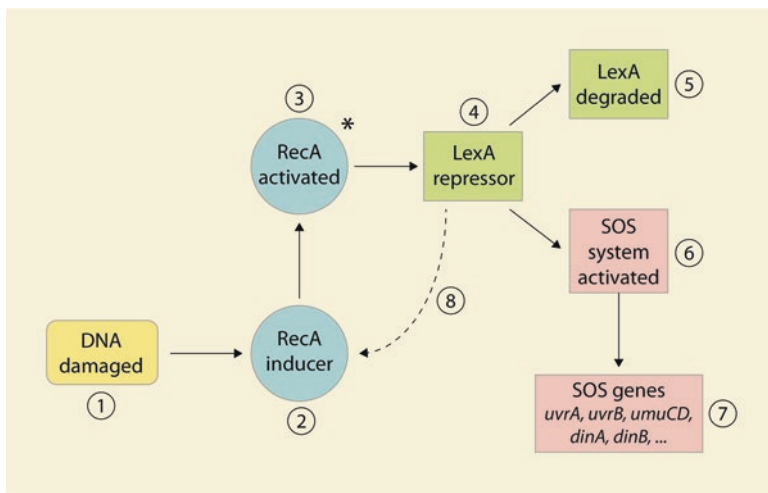 ③
*
RecA
activated
④
LexA
repressor
LexA
degraded
⑤
SOS
system
activated
⑥
⑧
DNA
damaged
①
RecA
inducer
②
SOS genes
uvrA, uvrB, umuCD,
dinA, dinB, ...
⑦